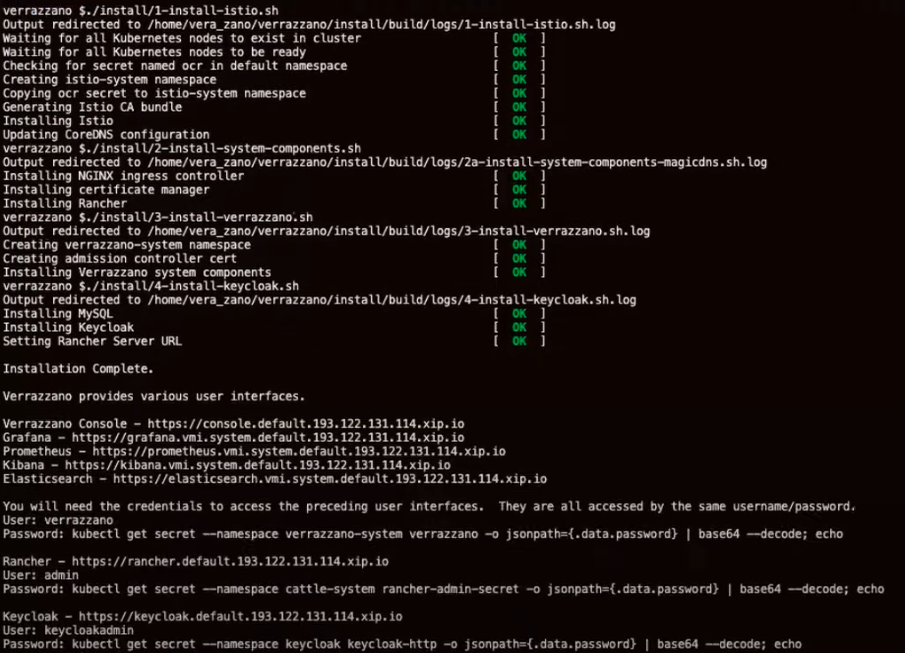 verrazzano $./install/1-install-istio.sh
Output redirected to /home/vera_zano/verrazzano/install/build/logs/1-install-istio.sh.log
Waiting for all Kubernetes nodes to exist in cluster [ OK ]
Waiting for all Kubernetes nodes to be ready [ OK ]
Checking for secret named ocr in default namespace [ OK ]
Creating istio-system namespace [ OK ]
Copying ocr secret to istio-system namespace [ OK ]
Generating Istio CA bundle [ OK ]
Installing Istio [ OK ]
Updating CoreDNS configuration [ OK ]
verrazzano $./install/2-install-system-components.sh
Output redirected to /home/vera_zano/verrazzano/install/build/logs/2a-install-system-components-magicdns.sh.log
Installing NGINX ingress controller [ OK ]
Installing certificate manager [ OK ]
Installing Rancher [ OK ]
verrazzano $./install/3-install-verrazzano.sh
Output redirected to /home/vera_zano/verrazzano/install/build/logs/3-install-verrazzano.sh.log
Creating verrazzano-system namespace [ OK ]
Creating admission controller cert [ OK ]
Installing Verrazzano system components [ OK ]
verrazzano $./install/4-install-keycloak.sh
Output redirected to /home/vera_zano/verrazzano/install/build/logs/4-install-keycloak.sh.log
Installing MySQL [ OK ]
Installing Keycloak [ OK ]
Setting Rancher Server URL [ OK ]
Installation Complete.
Verrazzano provides various user interfaces.
Verrazzano Console - https://console.default.193.122.131.114.xip.io
Grafana - https://grafana.vmi.system.default.193.122.131.114.xip.io
Prometheus - https://prometheus.vmi.system.default.193.122.131.114.xip.io
Kibana - https://kibana.vmi.system.default.193.122.131.114.xip.io
Elasticsearch - https://elasticsearch.vmi.system.default.193.122.131.114.xip.io
You will need the credentials to access the preceding user interfaces.  They are all accessed by the same username/password.
User: verrazzano
Password: kubectl get secret --namespace verrazzano-system verrazzano -o jsonpath={.data.password} | base64 --decode; echo
Rancher - https://rancher.default.193.122.131.114.xip.io
User: admin
Password: kubectl get secret --namespace cattle-system rancher-admin-secret -o jsonpath={.data.password} | base64 --decode; echo
Keycloak - https://keycloak.default.193.122.131.114.xip.io
User: keycloakadmin
Password: kubectl get secret --namespace keycloak keycloak-http -o jsonpath={.data.password} | base64 --decode; echo